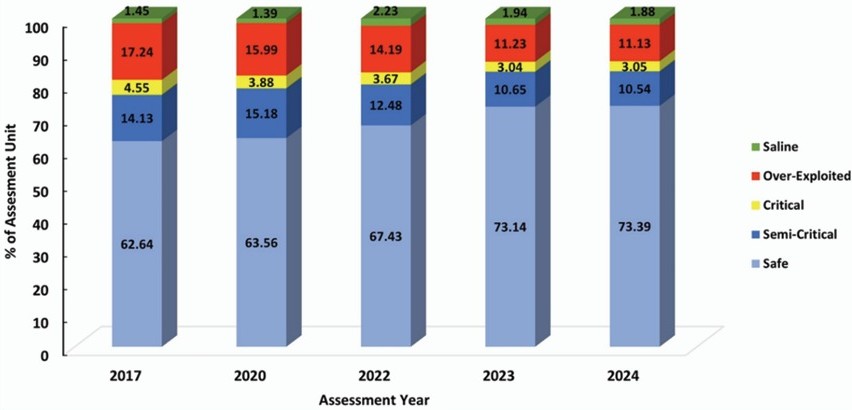 1.45 1.39 2.23 1.94 1.88
100
17.24 15.99 14.19 11.23 11.13
90
4.55 3.88 3.67 3.04 3.05
80
14.13 15.18 12.48 10.65 10.54
70
60
50
40
62.64 63.56 67.43 73.14 73.39
30
20
10
0
% of Assesment Unit
2017 2020 2022 2023 2024
Assessment Year
Saline
Over-Exploited
Critical
Semi-Critical
Safe